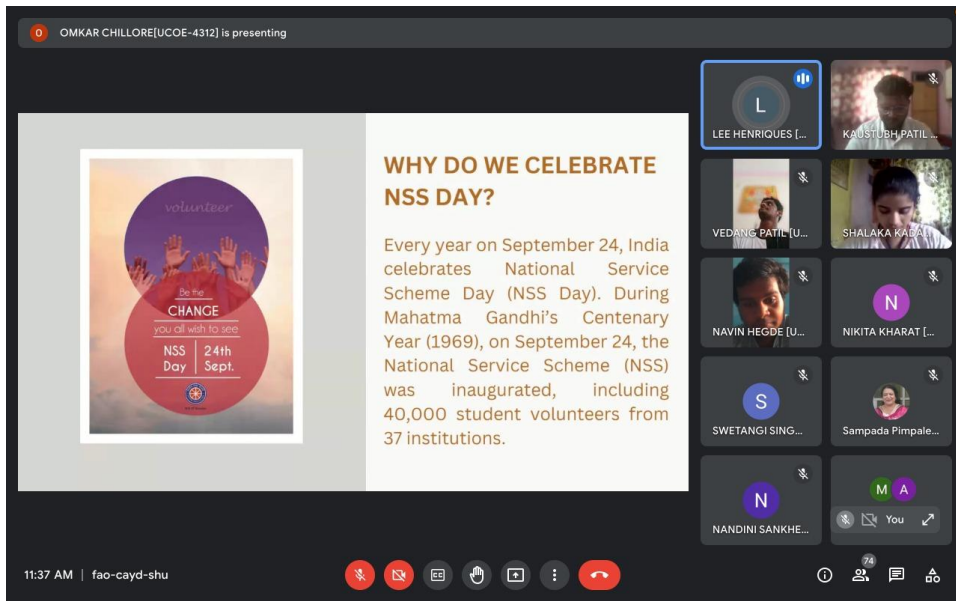 O OMKAR CHILLORE[UCOE-4312] is presenting
volunteer
Be the
CHANGE
you all wish to see
NSS | 24th
Day | Sept.
WHY DO WE CELEBRATE
NSS DAY?
Every year on September 24, India
celebrates National Service
Scheme Day (NSS Day). During
Mahatma Gandhi's Centenary
Year (1969), on September 24, the
National Service Scheme (NSS)
was inaugurated, including
40,000 student volunteers from
37 institutions.
L
LEE HENRIQUES [...
KAUSTUBH PATIL ...
VEDANG PATIL [U...
SHALAKA KADA[...
NAVIN HEGDE [U...
N
NIKITA KHARAT [...
S
SWETANGI SING...
Sampada Pimpale...
N
NANDINI SANKHE...
M A
You
11:37 AM | fao-cayd-shu
CC
74